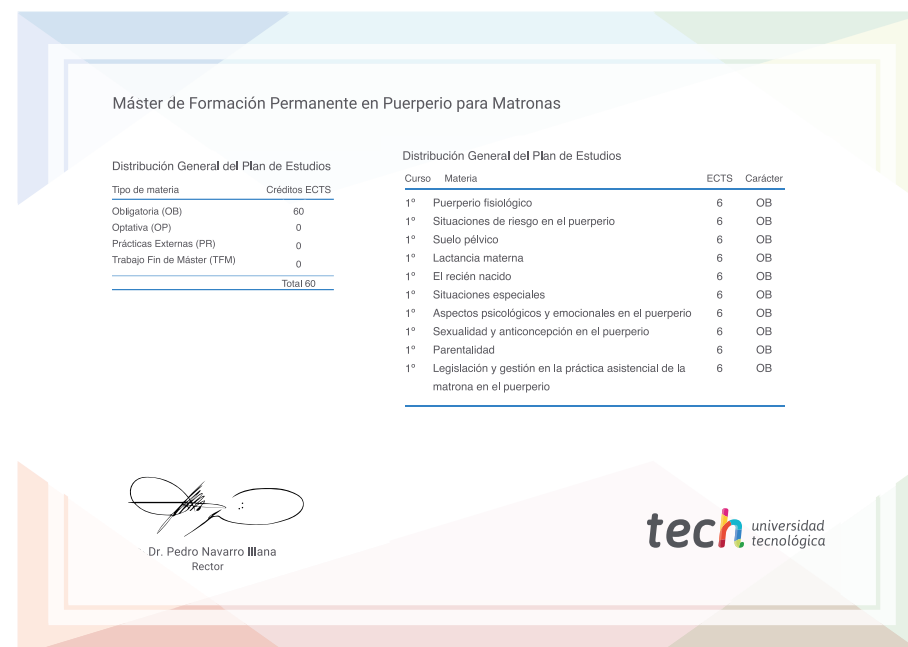 Máster de Formación Permanente en Puerperio para Matronas
Distribución General del Plan de Estudios
Tipo de materia Créditos ECTS
Obligatoria (OB) 60
Optativa (OP) 0
Prácticas Externas (PR) 0
Trabajo Fin de Máster (TFM) 0
Total 60
Distribución General del Plan de Estudios
Curso Materia ECTS Carácter
1º Puerperio fisiológico 6 OB
1º Situaciones de riesgo en el puerperio 6 OB
1º Suelo pélvico 6 OB
1º Lactancia materna 6 OB
1º El recién nacido 6 OB
1º Situaciones especiales 6 OB
1º Aspectos psicológicos y emocionales en el puerperio 6 OB
1º Sexualidad y anticoncepción en el puerperio 6 OB
1º Parentalidad 6 OB
1º Legislación y gestión en la práctica asistencial de la 6 OB
matrona en el puerperio
Dr. Pedro Navarro Illana
Rector
tech universidad
tecnológica